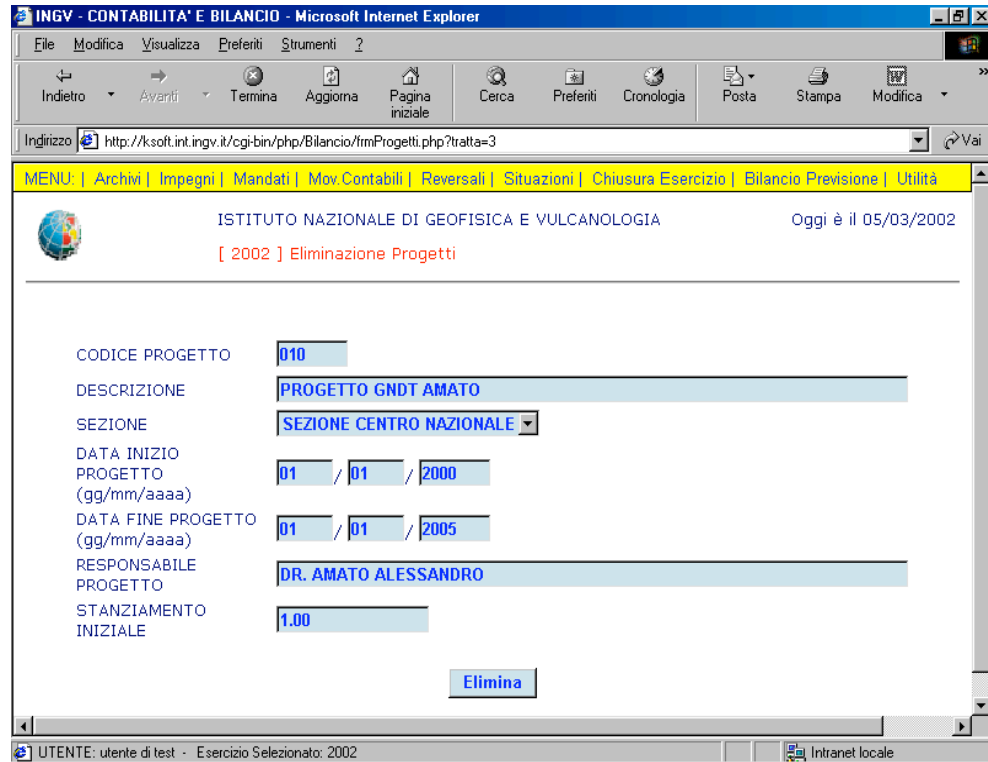 INGV - CONTABILITA' E BILANCIO - Microsoft Internet Explorer
File Modifica Visualizza Preferiti Strumenti ?
Indietro Avanti Termina Aggiorna Pagina iniziale Cerca Preferiti Cronologia Posta Stampa Modifica »
Indirizzo http://ksoft.int.ingv.it/cgi-bin/php/Bilancio/frmProgetti.php?tratta=3 Vai
MENU: | Archivi | Impegni | Mandati | Mov.Contabili | Reversali | Situazioni | Chiusura Esercizio | Bilancio Previsione | Utilità
ISTITUTO NAZIONALE DI GEOFISICA E VULCANOLOGIA Oggi è il 05/03/2002
[ 2002 ] Eliminazione Progetti
CODICE PROGETTO 010
DESCRIZIONE PROGETTO GNDT AMATO
SEZIONE SEZIONE CENTRO NAZIONALE
DATA INIZIO
PROGETTO
(gg/mm/aaaa) 01 / 01 / 2000
DATA FINE PROGETTO
(gg/mm/aaaa) 01 / 01 / 2005
RESPONSABILE
PROGETTO DR. AMATO ALESSANDRO
STANZIAMENTO
INIZIALE 1.00
Elimina
UTENTE: utente di test - Esercizio Selezionato: 2002 Intranet locale